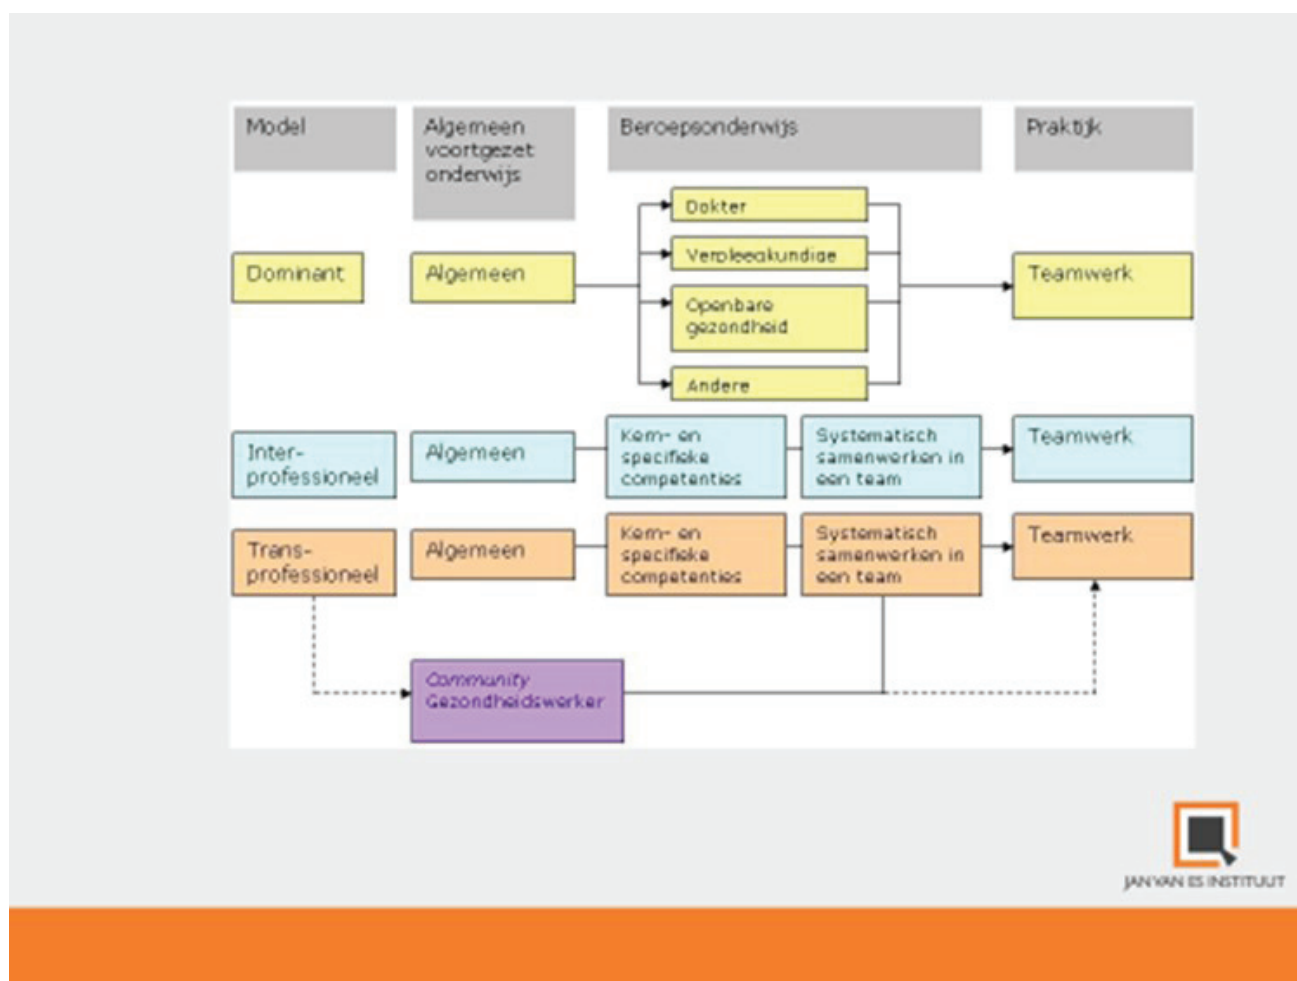 Model
Algemeen
voortgezet
onderwijs
Beroepsonderwijs
Praktijk
Dominant
Algemeen
Dokter
Verpleegkundige
Openbare
gezondheid
Andere
Teamwerk
Inter-
professioneel
Algemeen
Kern- en
specifieke
competenties
Systematisch
samenwerken in
een team
Teamwerk
Trans-
professioneel
Algemeen
Kern- en
specifieke
competenties
Systematisch
samenwerken in
een team
Teamwerk
Community
Gezondheidswerker
JAN VAN ES INSTITUUT